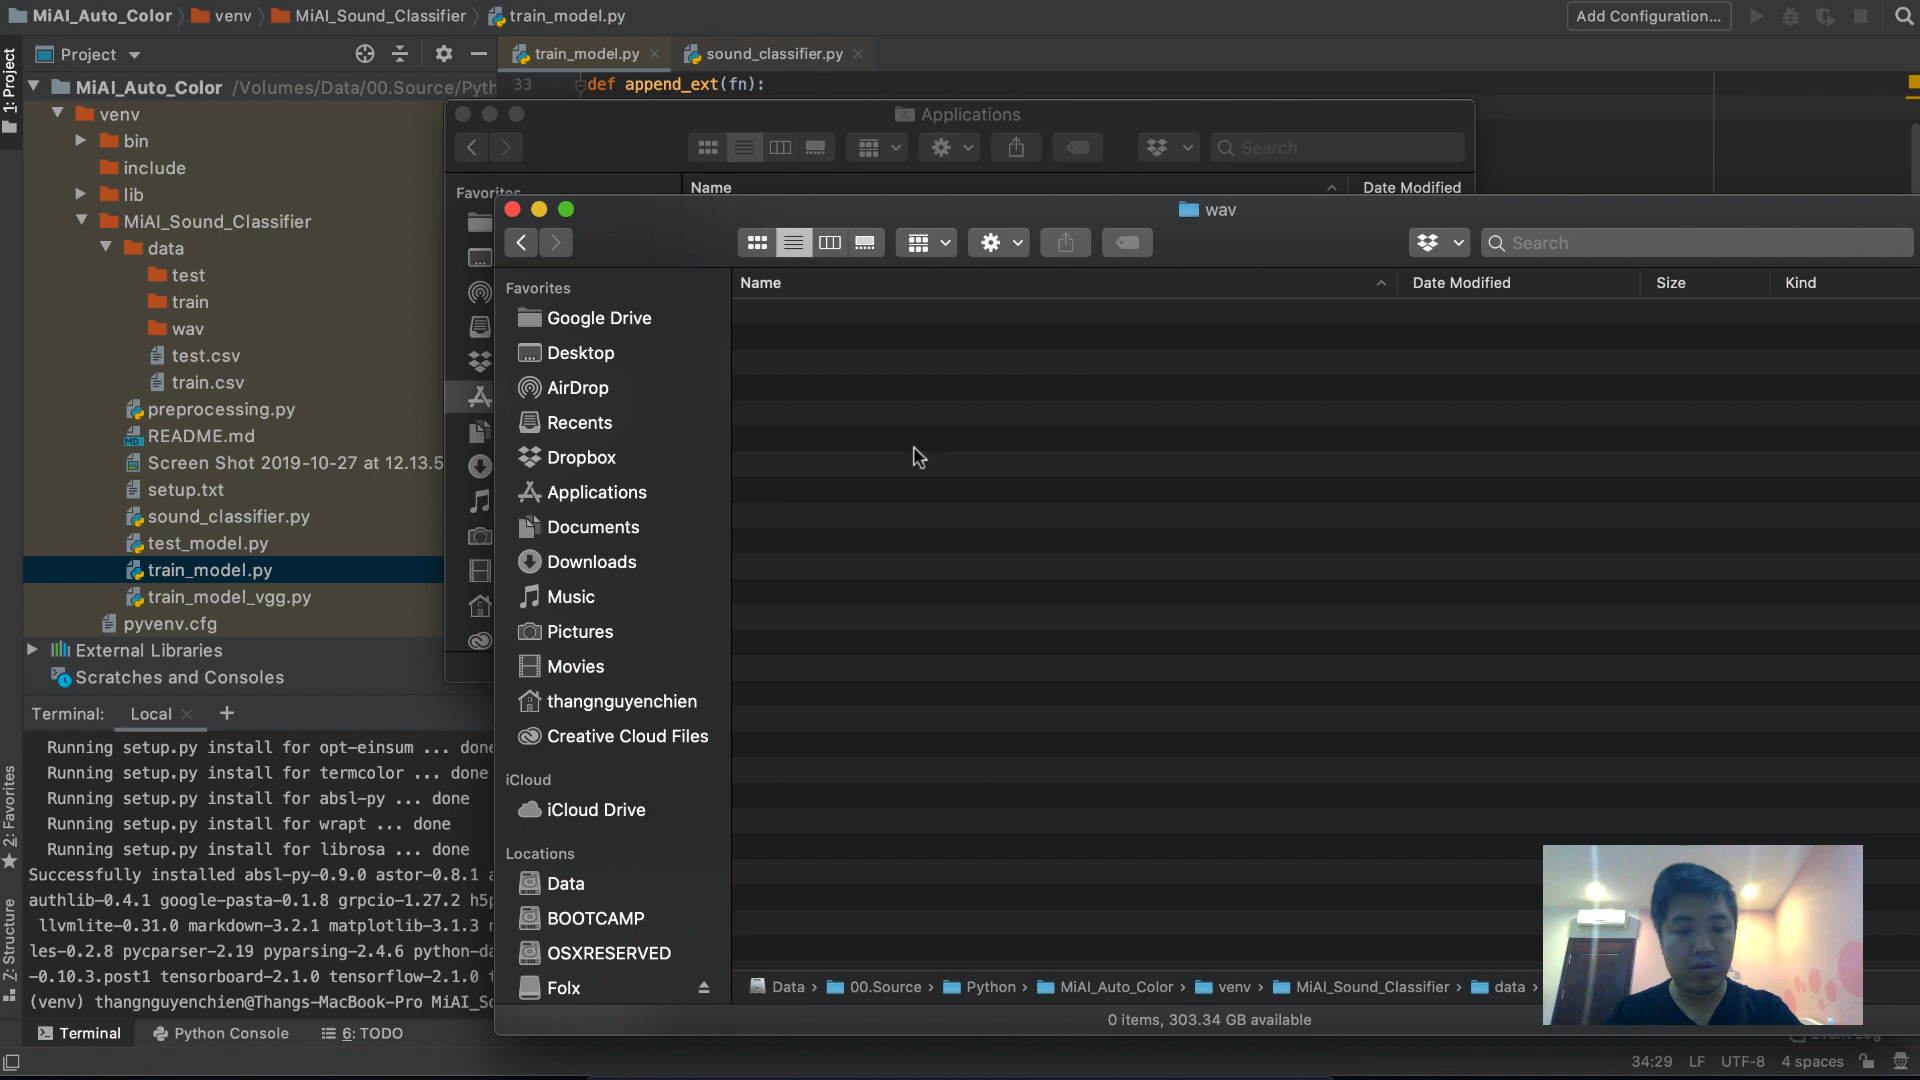 MiAI_Auto_Color venv MiAI_Sound_Classifier train_model.py Add Configuration...
Project train_model.py sound_classifier.py
1: Project
MiAI_Auto_Color /Volumes/Data/00.Source/Pyth 33 def append_ext(fn):
venv
bin
include
lib
MiAI_Sound_Classifier
data
test
train
wav
test.csv
train.csv
preprocessing.py
README.md
Screen Shot 2019-10-27 at 12.13.5
setup.txt
sound_classifier.py
test_model.py
train_model.py
train_model_vgg.py
pyvenv.cfg
External Libraries
Scratches and Consoles
Applications
Search
Favorites Name Date Modified
wav
Search
Name Date Modified Size Kind
Favorites
Google Drive
Desktop
AirDrop
Recents
Dropbox
Applications
Documents
Downloads
Music
Pictures
Movies
thangnguyenchien
Creative Cloud Files
iCloud
iCloud Drive
Locations
Data
BOOTCAMP
OSXRESERVED
Folx
Data 00.Source Python MiAI_Auto_Color venv MiAI_Sound_Classifier data
0 items, 303.34 GB available
Terminal: Local
Running setup.py install for opt-einsum ... done
Running setup.py install for termcolor ... done
Running setup.py install for absl-py ... done
Running setup.py install for wrapt ... done
Running setup.py install for librosa ... done
Successfully installed absl-py-0.9.0 astor-0.8.1
authlib-0.4.1 google-pasta-0.1.8 grpcio-1.27.2 h5p
llvmlite-0.31.0 markdown-3.2.1 matplotlib-3.1.3
les-0.2.8 pycparser-2.19 pyparsing-2.4.6 python-da
-0.10.3.post1 tensorboard-2.1.0 tensorflow-2.1.0
(venv) thangnguyenchien@Thangs-MacBook-Pro MiAI_So
2: Favorites
7: Structure
Terminal Python Console 6: TODO
34:29 LF UTF-8 4 spaces